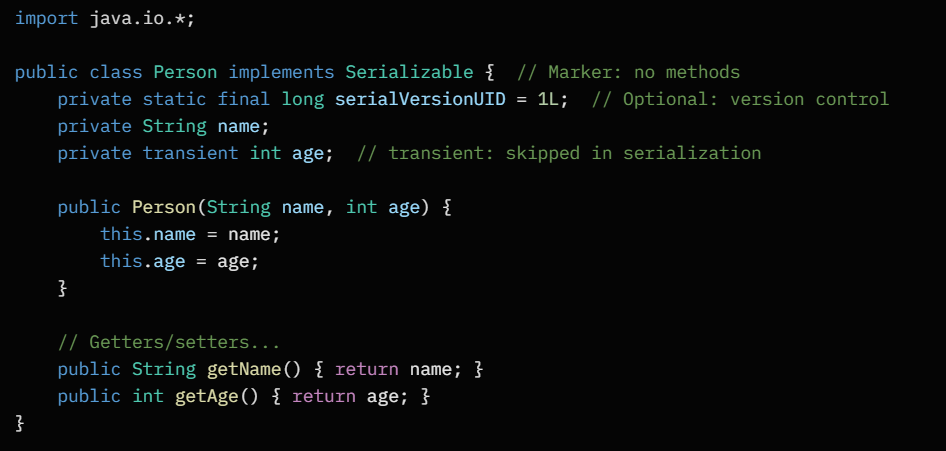 import java.io.*;
public class Person implements Serializable {  // Marker: no methods
    private static final long serialVersionUID = 1L;  // Optional: version control
    private String name;
    private transient int age;  // transient: skipped in serialization
    public Person(String name, int age) {
        this.name = name;
        this.age = age;
    }
    // Getters/setters...
    public String getName() { return name; }
    public int getAge() { return age; }
}